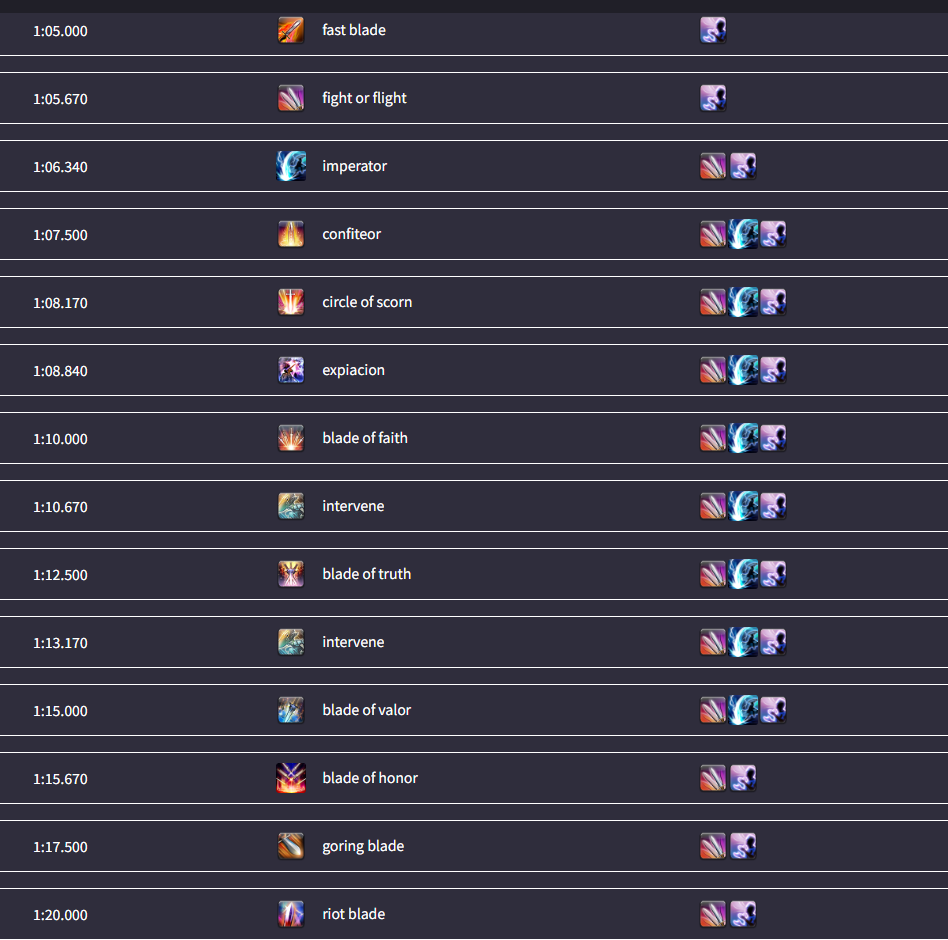 1:05.000 fast blade
1:05.670 fight or flight
1:06.340 imperator
1:07.500 confiteor
1:08.170 circle of scorn
1:08.840 expiacion
1:10.000 blade of faith
1:10.670 intervene
1:12.500 blade of truth
1:13.170 intervene
1:15.000 blade of valor
1:15.670 blade of honor
1:17.500 goring blade
1:20.000 riot blade